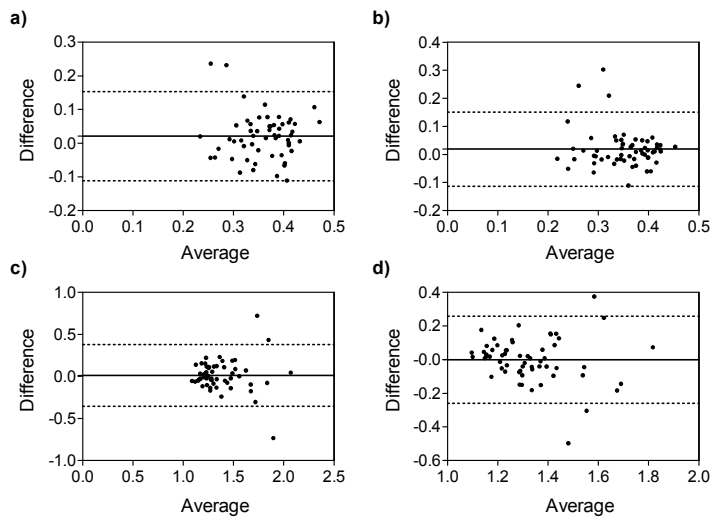 a)
0.3
0.2
0.1
0.0
-0.1
-0.2
Difference
0.0 0.1 0.2 0.3 0.4 0.5
Average
b)
0.4
0.3
0.2
0.1
0.0
-0.1
-0.2
Difference
0.0 0.1 0.2 0.3 0.4 0.5
Average
c)
1.0
0.5
0.0
-0.5
-1.0
Difference
0.0 0.5 1.0 1.5 2.0 2.5
Average
d)
0.4
0.2
-0.0
-0.2
-0.4
-0.6
Difference
1.0 1.2 1.4 1.6 1.8 2.0
Average